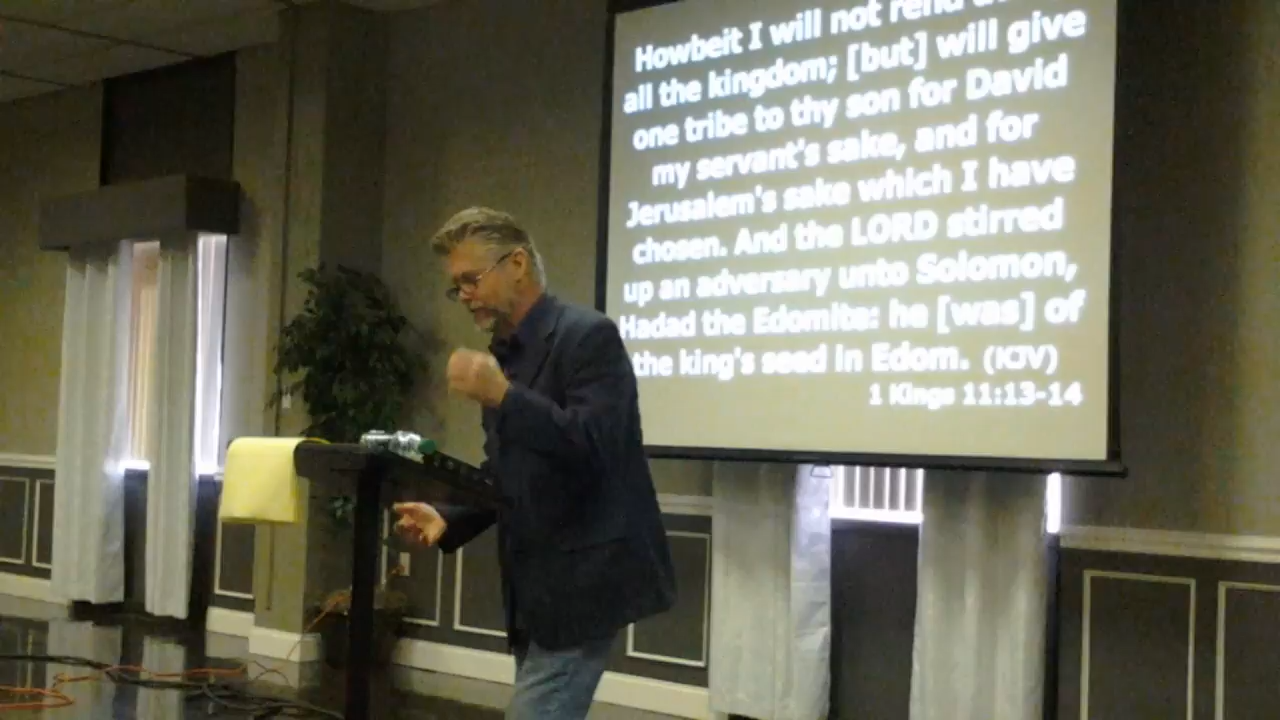 Howbeit I will not rend
all the kingdom; [but] will give
one tribe to thy son for David
my servant's sake, and for
Jerusalem's sake which I have
chosen. And the LORD stirred
up an adversary unto Solomon,
Hadad the Edomite: he [was] of
the king's seed in Edom. (KJV)
1 Kings 11:13-14